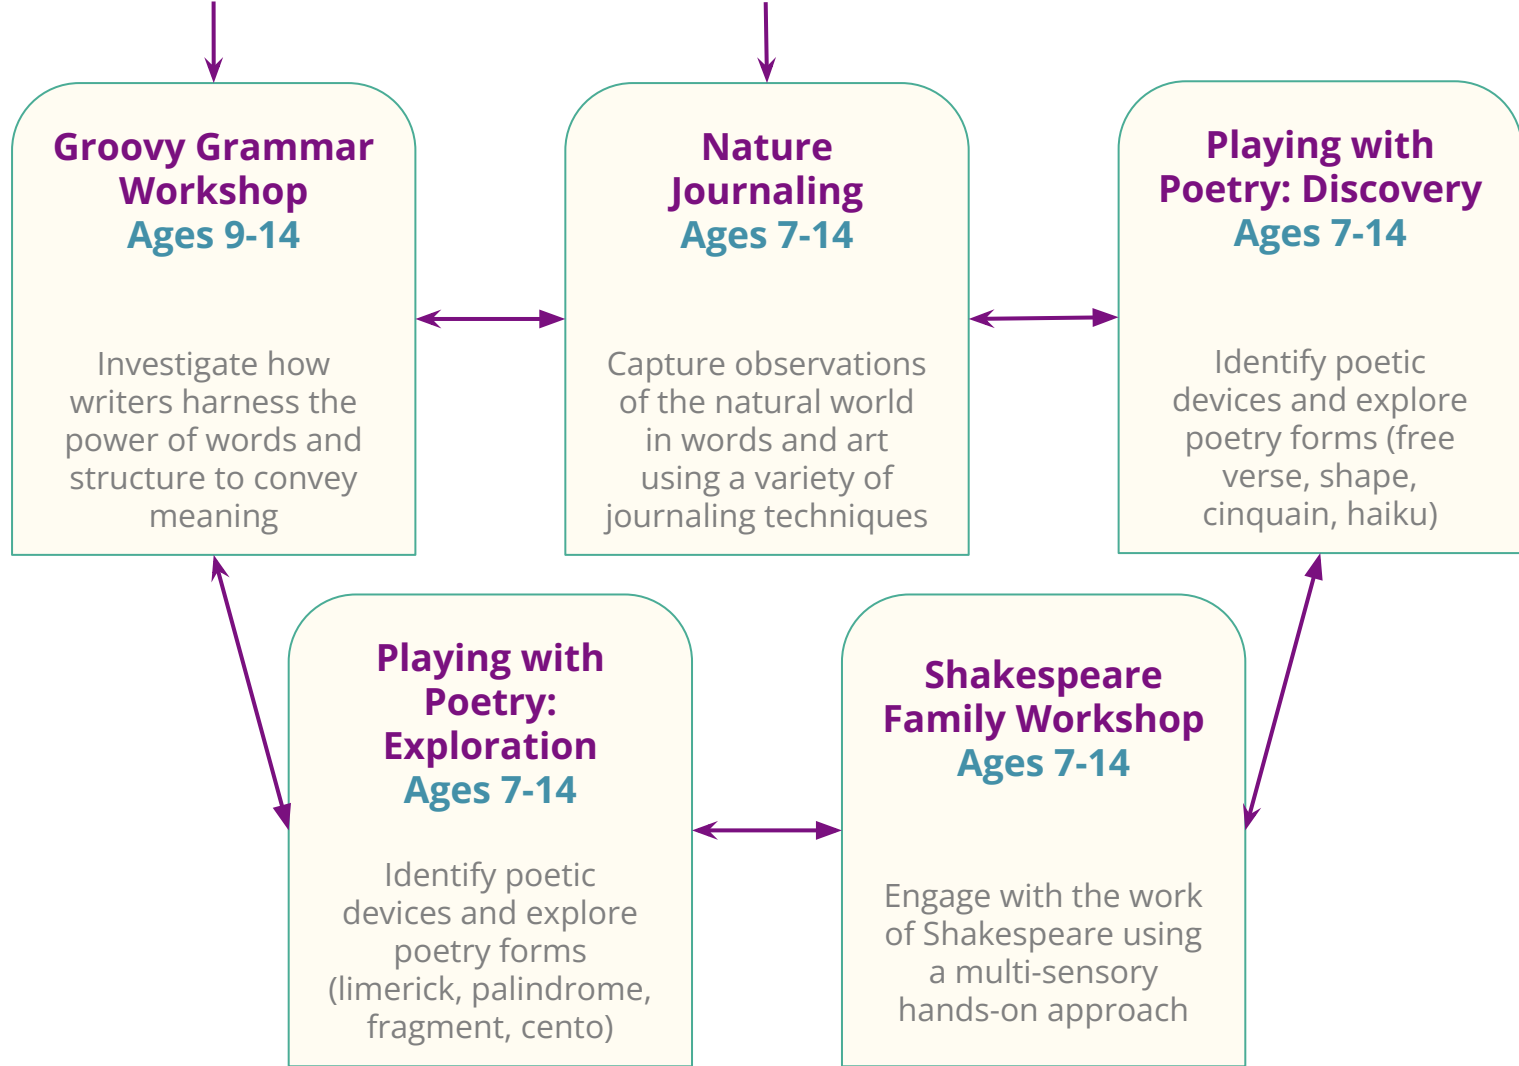 Groovy Grammar
Workshop
Ages 9-14
Investigate how
writers harness the
power of words and
structure to convey
meaning
Nature
Journaling
Ages 7-14
Capture observations
of the natural world
in words and art
using a variety of
journaling techniques
Playing with
Poetry: Discovery
Ages 7-14
Identify poetic
devices and explore
poetry forms (free
verse, shape,
cinquain, haiku)
Playing with
Poetry:
Exploration
Ages 7-14
Identify poetic
devices and explore
poetry forms
(limerick, palindrome,
fragment, cento)
Shakespeare
Family Workshop
Ages 7-14
Engage with the work
of Shakespeare using
a multi-sensory
hands-on approach